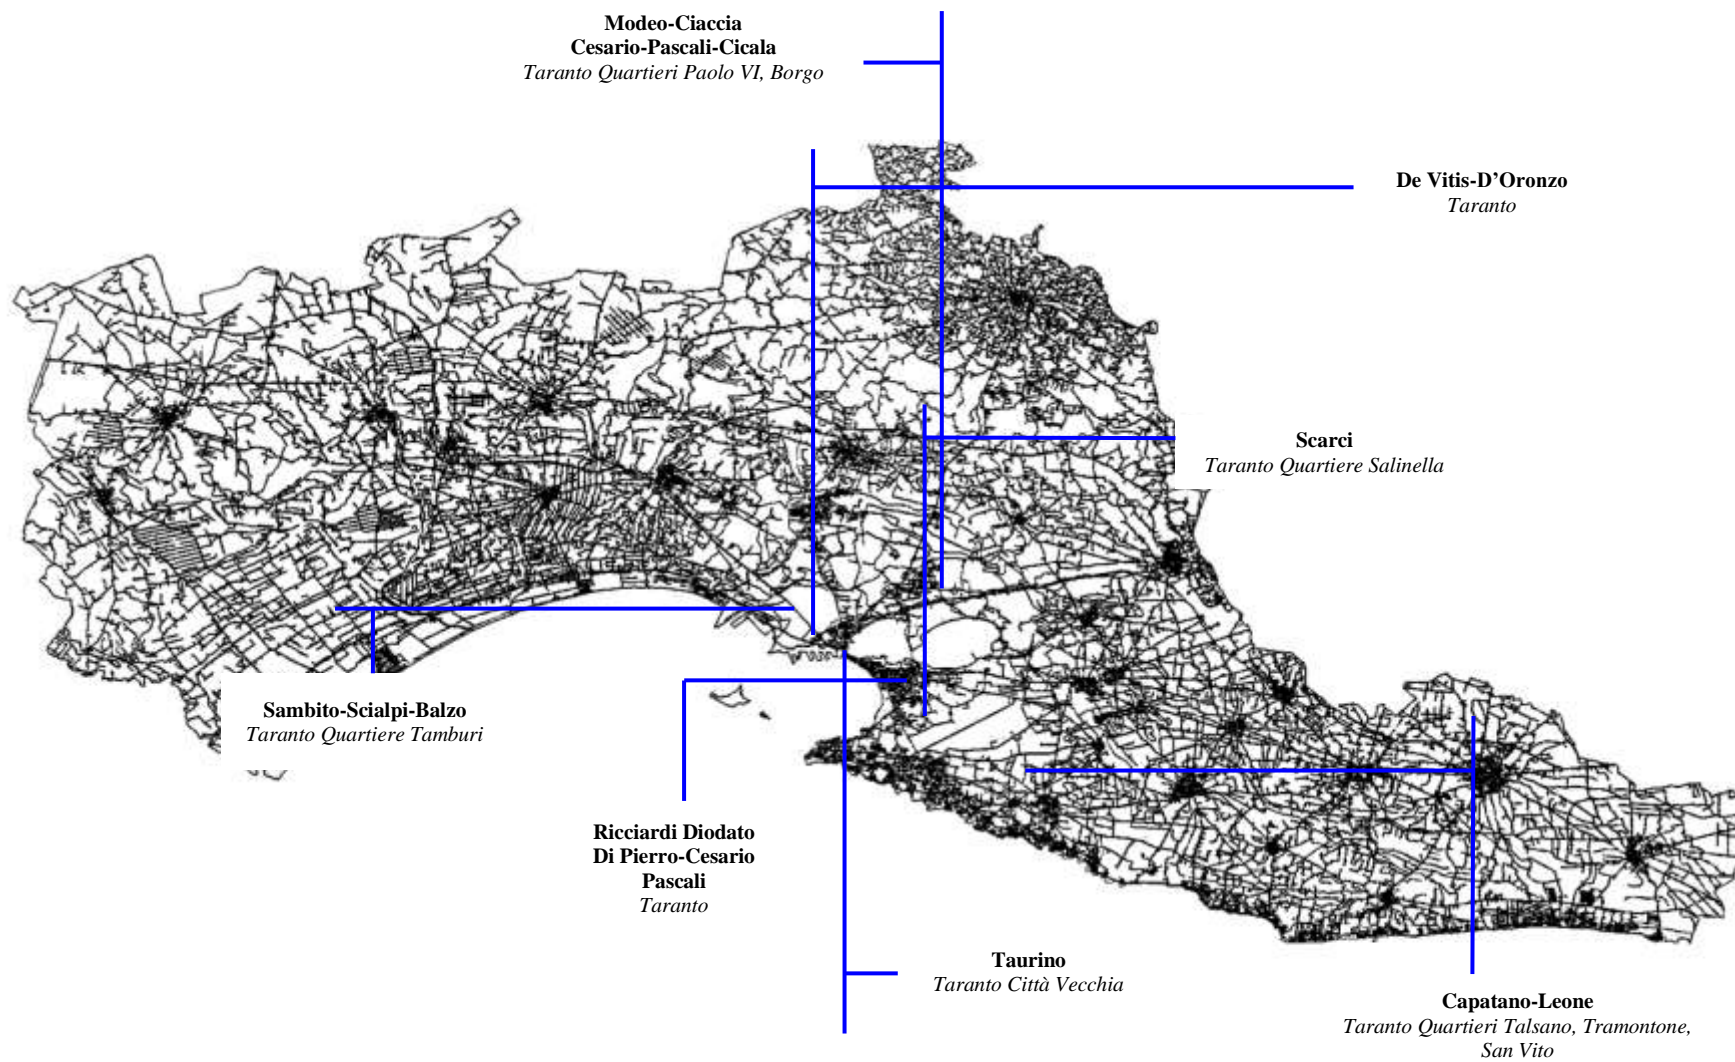 Modeo-Ciaccia
Cesario-Pascali-Cicala
Taranto Quartieri Paolo VI, Borgo
De Vitis-D’Oronzo
Taranto
Scarci
Taranto Quartiere Salinella
Sambito-Scialpi-Balzo
Taranto Quartiere Tamburi
Ricciardi Diodato
Di Pierro-Cesario
Pascali
Taranto
Taurino
Taranto Città Vecchia
Capatano-Leone
Taranto Quartieri Talsano, Tramontone,
San Vito